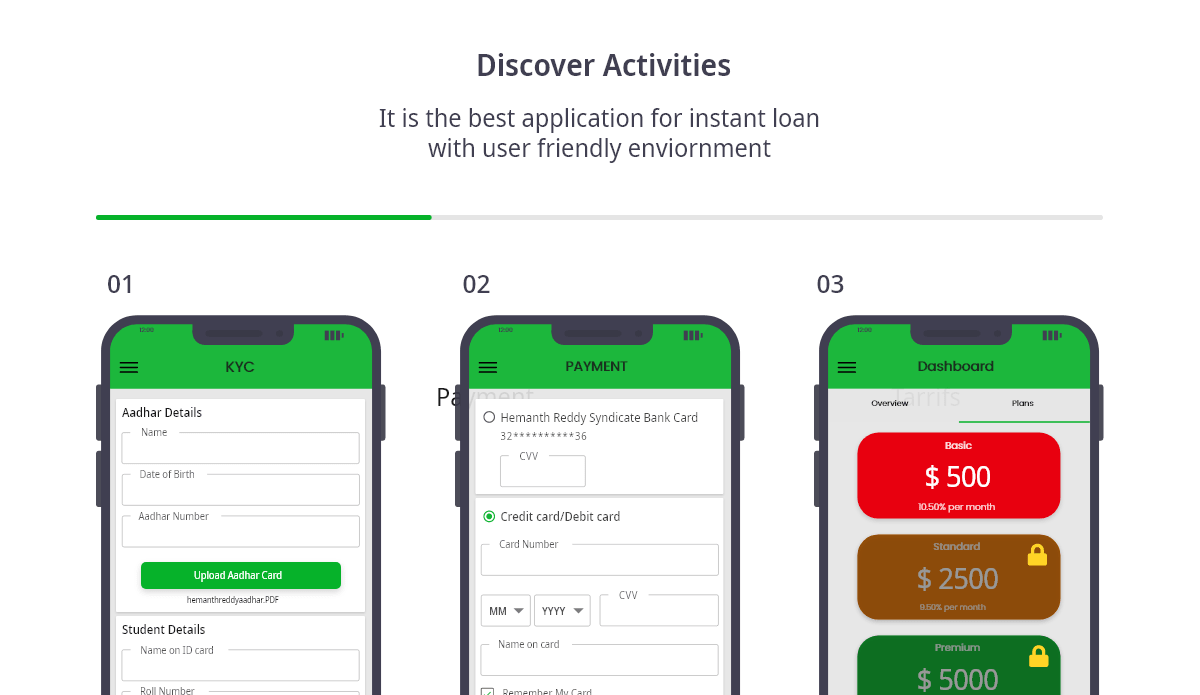 Discover Activities
It is the best application for instant loan
with user friendly enviornment
01
02
03
12:00
KYC
Aadhar Details
Name
Date of Birth
Aadhar Number
Upload Aadhar Card
hemanthreddyaadhar.PDF
Student Details
Name on ID card
Roll Number
12:00
PAYMENT
Payment
Hemanth Reddy Syndicate Bank Card
32**********36
CVV
Credit card/Debit card
Card Number
MM
YYYY
CVV
Name on card
Remember My Card
12:00
Dashboard
Tarrifs
Overview
Plans
Basic
$ 500
10.50% per month
Standard
$ 2500
9.50% per month
Premium
$ 5000